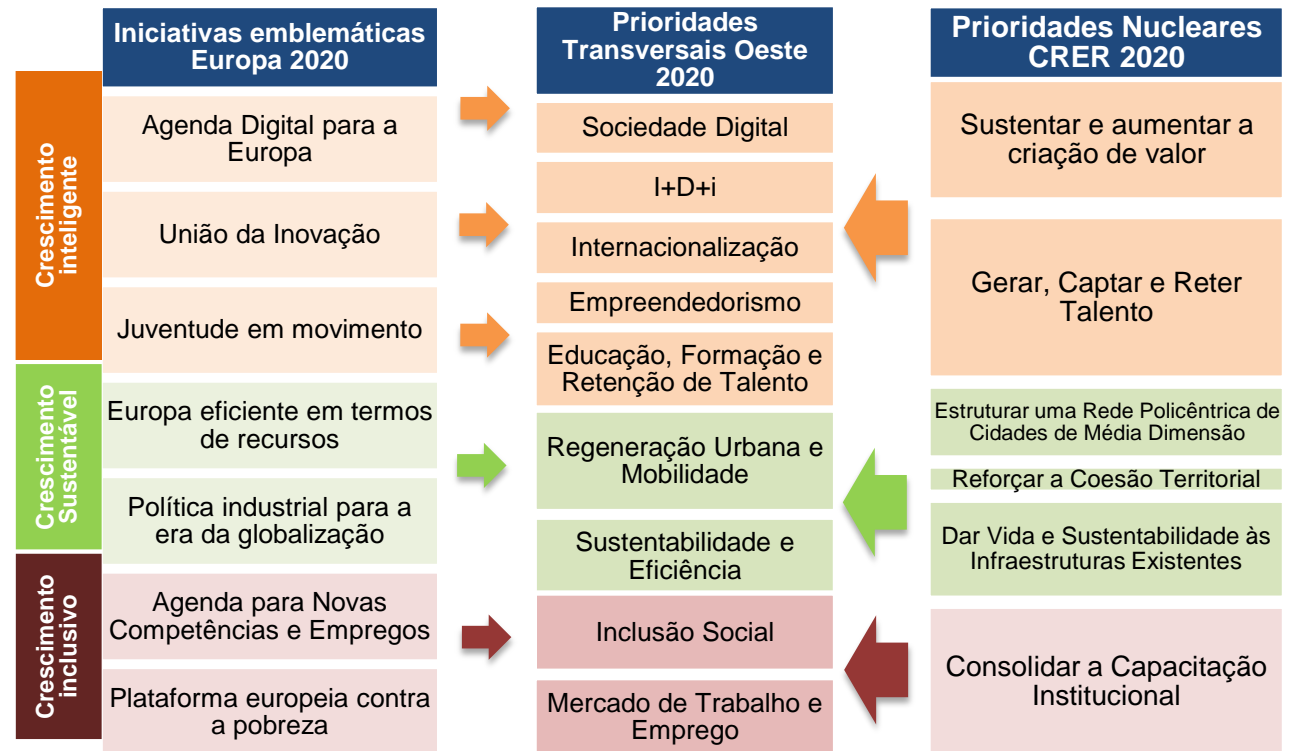 Crescimento
inteligente
Crescimento
Sustentável
Crescimento
inclusivo
Iniciativas emblemáticas
Europa 2020
Agenda Digital para a
Europa
União da Inovação
Juventude em movimento
Europa eficiente em termos
de recursos
Política industrial para a
era da globalização
Agenda para Novas
Competências e Empregos
Plataforma europeia contra
a pobreza
Prioridades
Transversais Oeste
2020
Sociedade Digital
I+D+i
Internacionalização
Empreendedorismo
Educação, Formação e
Retenção de Talento
Regeneração Urbana e
Mobilidade
Sustentabilidade e
Eficiência
Inclusão Social
Mercado de Trabalho e
Emprego
Prioridades Nucleares
CRER 2020
Sustentar e aumentar a
criação de valor
Gerar, Captar e Reter
Talento
Estruturar uma Rede Policêntrica de
Cidades de Média Dimensão
Reforçar a Coesão Territorial
Dar Vida e Sustentabilidade às
Infraestruturas Existentes
Consolidar a Capacitação
Institucional